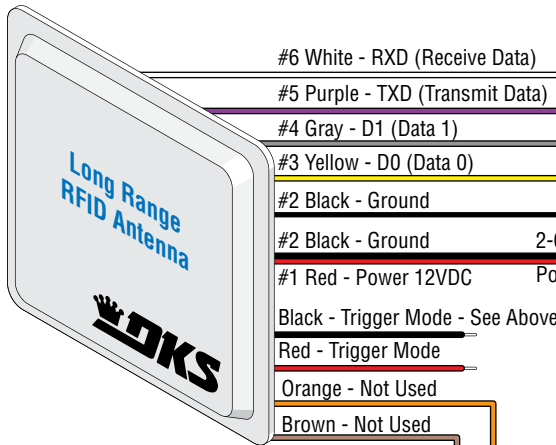 #6 White - RXD (Receive Data)
#5 Purple - TXD (Transmit Data)
#4 Gray - D1 (Data 1)
#3 Yellow - D0 (Data 0)
#2 Black - Ground
#2 Black - Ground
#1 Red - Power 12VDC
Black - Trigger Mode - See Above
Red - Trigger Mode
Orange - Not Used
Brown - Not Used
Long Range
RFID Antenna
DKS